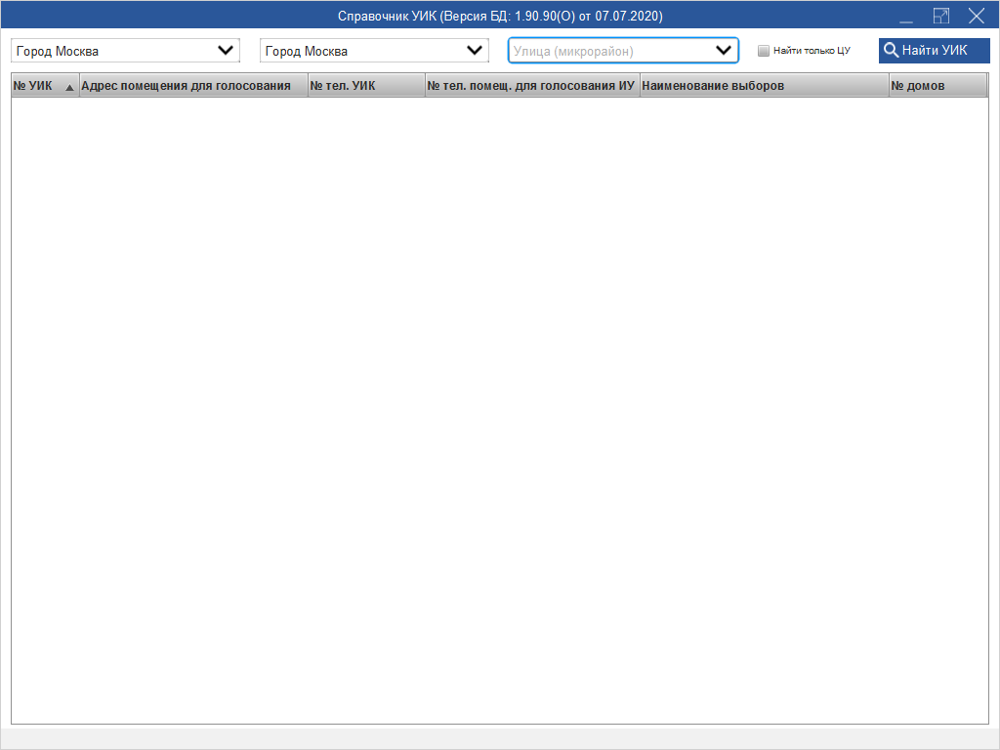 Справочник УИК (Версия БД: 1.90.90(О) от 07.07.2020)
Город Москва Город Москва Улица (микрорайон) Найти только ЦУ Найти УИК
№ УИК Адрес помещения для голосования № тел. УИК № тел. помещ. для голосования ИУ Наименование выборов № домов